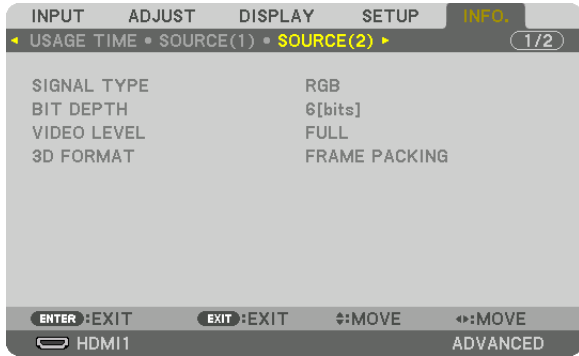 INPUT ADJUST DISPLAY SETUP INFO.
◂ USAGE TIME • SOURCE(1) • SOURCE(2) ▸ 1/2
SIGNAL TYPE RGB
BIT DEPTH 6[bits]
VIDEO LEVEL FULL
3D FORMAT FRAME PACKING
ENTER :EXIT EXIT :EXIT ♦:MOVE ◂▸:MOVE
HDMI1 ADVANCED